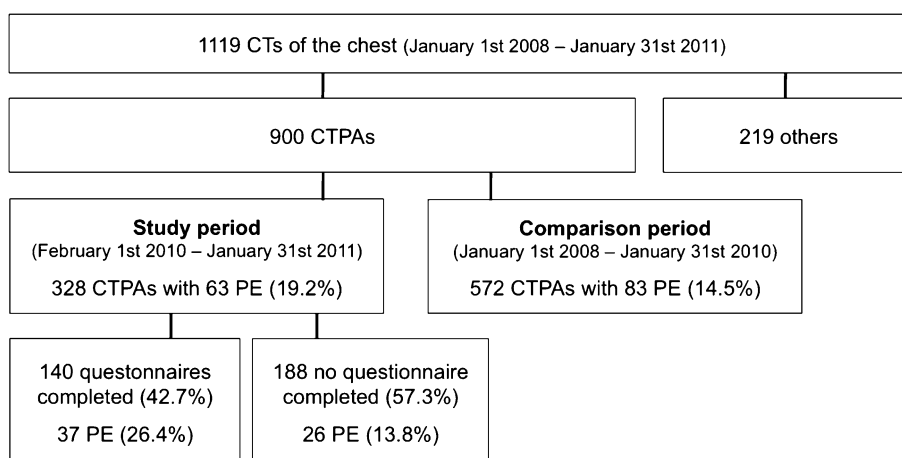 1119 CTs of the chest (January 1st 2008 – January 31st 2011)
900 CTPAs
219 others
Study period
(February 1st 2010 – January 31st 2011)
328 CTPAs with 63 PE (19.2%)
Comparison period
(January 1st 2008 – January 31st 2010)
572 CTPAs with 83 PE (14.5%)
140 questonnaires
completed (42.7%)
37 PE (26.4%)
188 no questionnaire
completed (57.3%)
26 PE (13.8%)